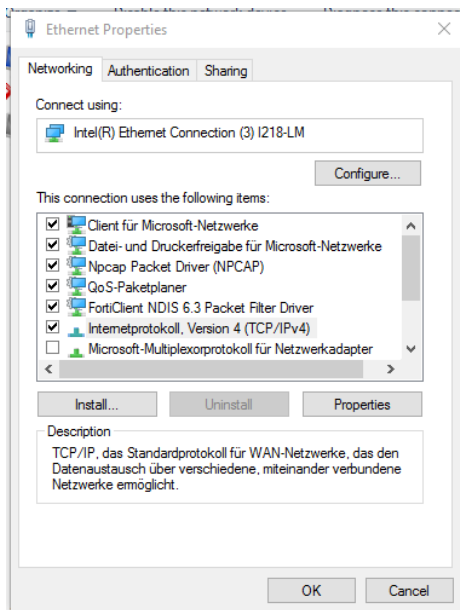 Ethernet Properties
Networking
Authentication
Sharing
Connect using:
Intel(R) Ethernet Connection (3) I218-LM
Configure...
This connection uses the following items:
Client für Microsoft-Netzwerke
Datei- und Druckerfreigabe für Microsoft-Netzwerke
Npcap Packet Driver (NPCAP)
QoS-Paketplaner
FortiClient NDIS 6.3 Packet Filter Driver
Internetprotokoll, Version 4 (TCP/IPv4)
Microsoft-Multiplexorprotokoll für Netzwerkadapter
Install...
Uninstall
Properties
Description
TCP/IP, das Standardprotokoll für WAN-Netzwerke, das den
Datenaustausch über verschiedene, miteinander verbundene
Netzwerke ermöglicht.
OK
Cancel